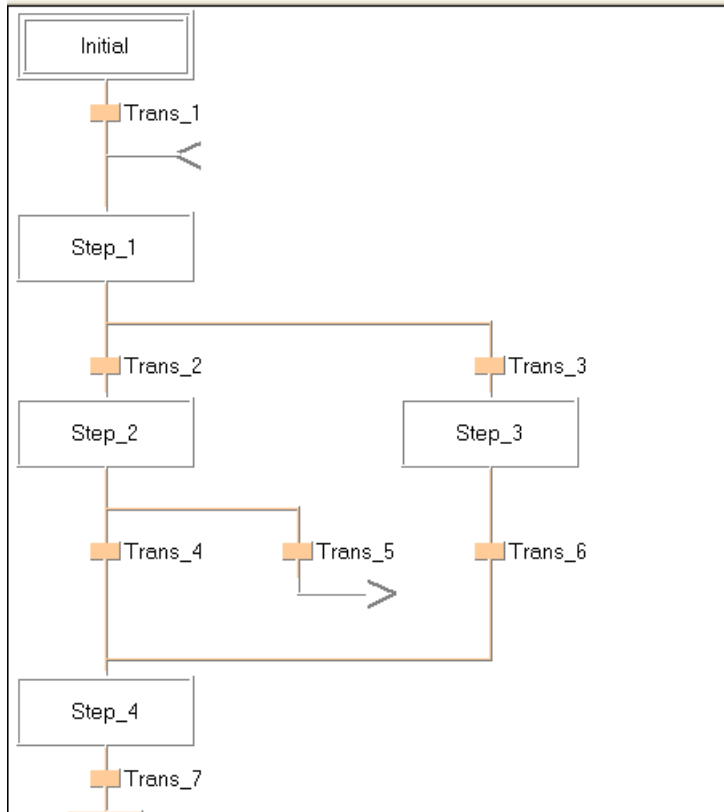 Initial
Trans_1
Step_1
Trans_2 Trans_3
Step_2 Step_3
Trans_4 Trans_5 Trans_6
Step_4
Trans_7